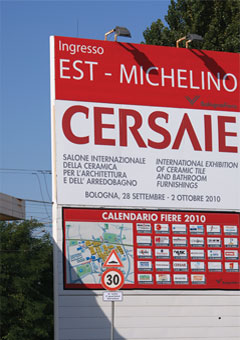 Ingresso
EST - MICHELINO
CERSAIE
SALONE INTERNAZIONALE
DELLA CERAMICA
PER L'ARCHITETTURA
E DELL' ARREDOBAGNO
INTERNATIONAL EXHIBITION
OF CERAMIC TILE
AND BATHROOM
FURNISHINGS
BOLOGNA, 28 SETTEMBRE - 2 OTTOBRE 2010
CALENDARIO FIERE 2010
30